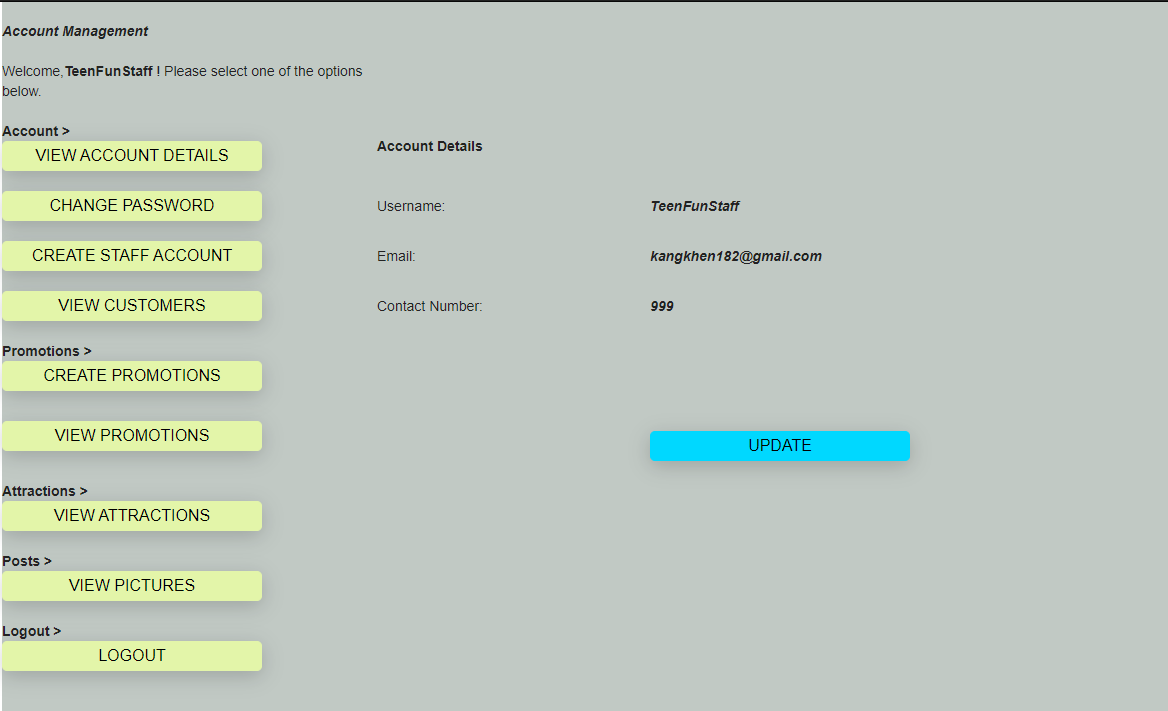 Account Management
Welcome, TeenFunStaff ! Please select one of the options
below.
Account >
VIEW ACCOUNT DETAILS
CHANGE PASSWORD
CREATE STAFF ACCOUNT
VIEW CUSTOMERS
Promotions >
CREATE PROMOTIONS
VIEW PROMOTIONS
Attractions >
VIEW ATTRACTIONS
Posts >
VIEW PICTURES
Logout >
LOGOUT
Account Details
Username: TeenFunStaff
Email: kangkhen182@gmail.com
Contact Number: 999
UPDATE